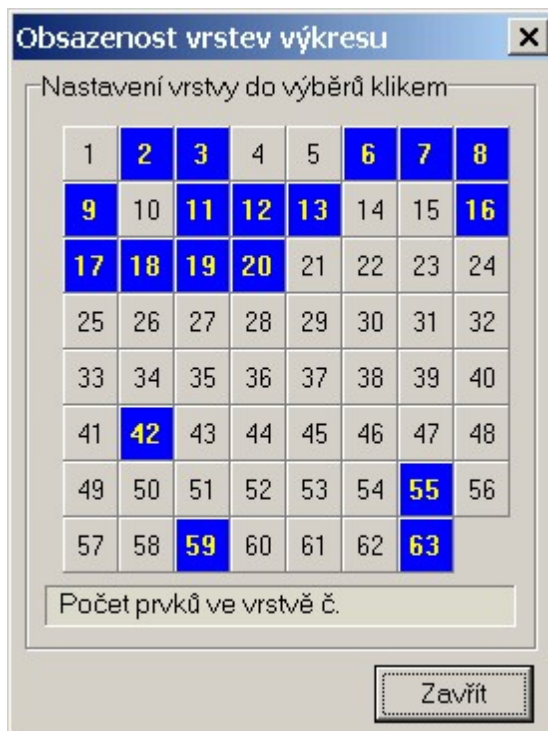 Obsazenost vrstev výkresu
Nastavení vrstvy do výběrů klikem
1 2 3 4 5 6 7 8
9 10 11 12 13 14 15 16
17 18 19 20 21 22 23 24
25 26 27 28 29 30 31 32
33 34 35 36 37 38 39 40
41 42 43 44 45 46 47 48
49 50 51 52 53 54 55 56
57 58 59 60 61 62 63
Počet prvků ve vrstvě č.
Zavřít